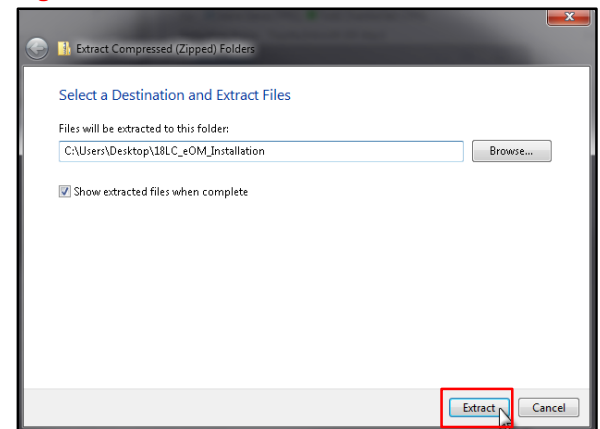 Extract Compressed (Zipped) Folders
Select a Destination and Extract Files
Files will be extracted to this folder:
C:\Users\Desktop\18LC_eOM_Installation
Browse...
Show extracted files when complete
Extract
Cancel